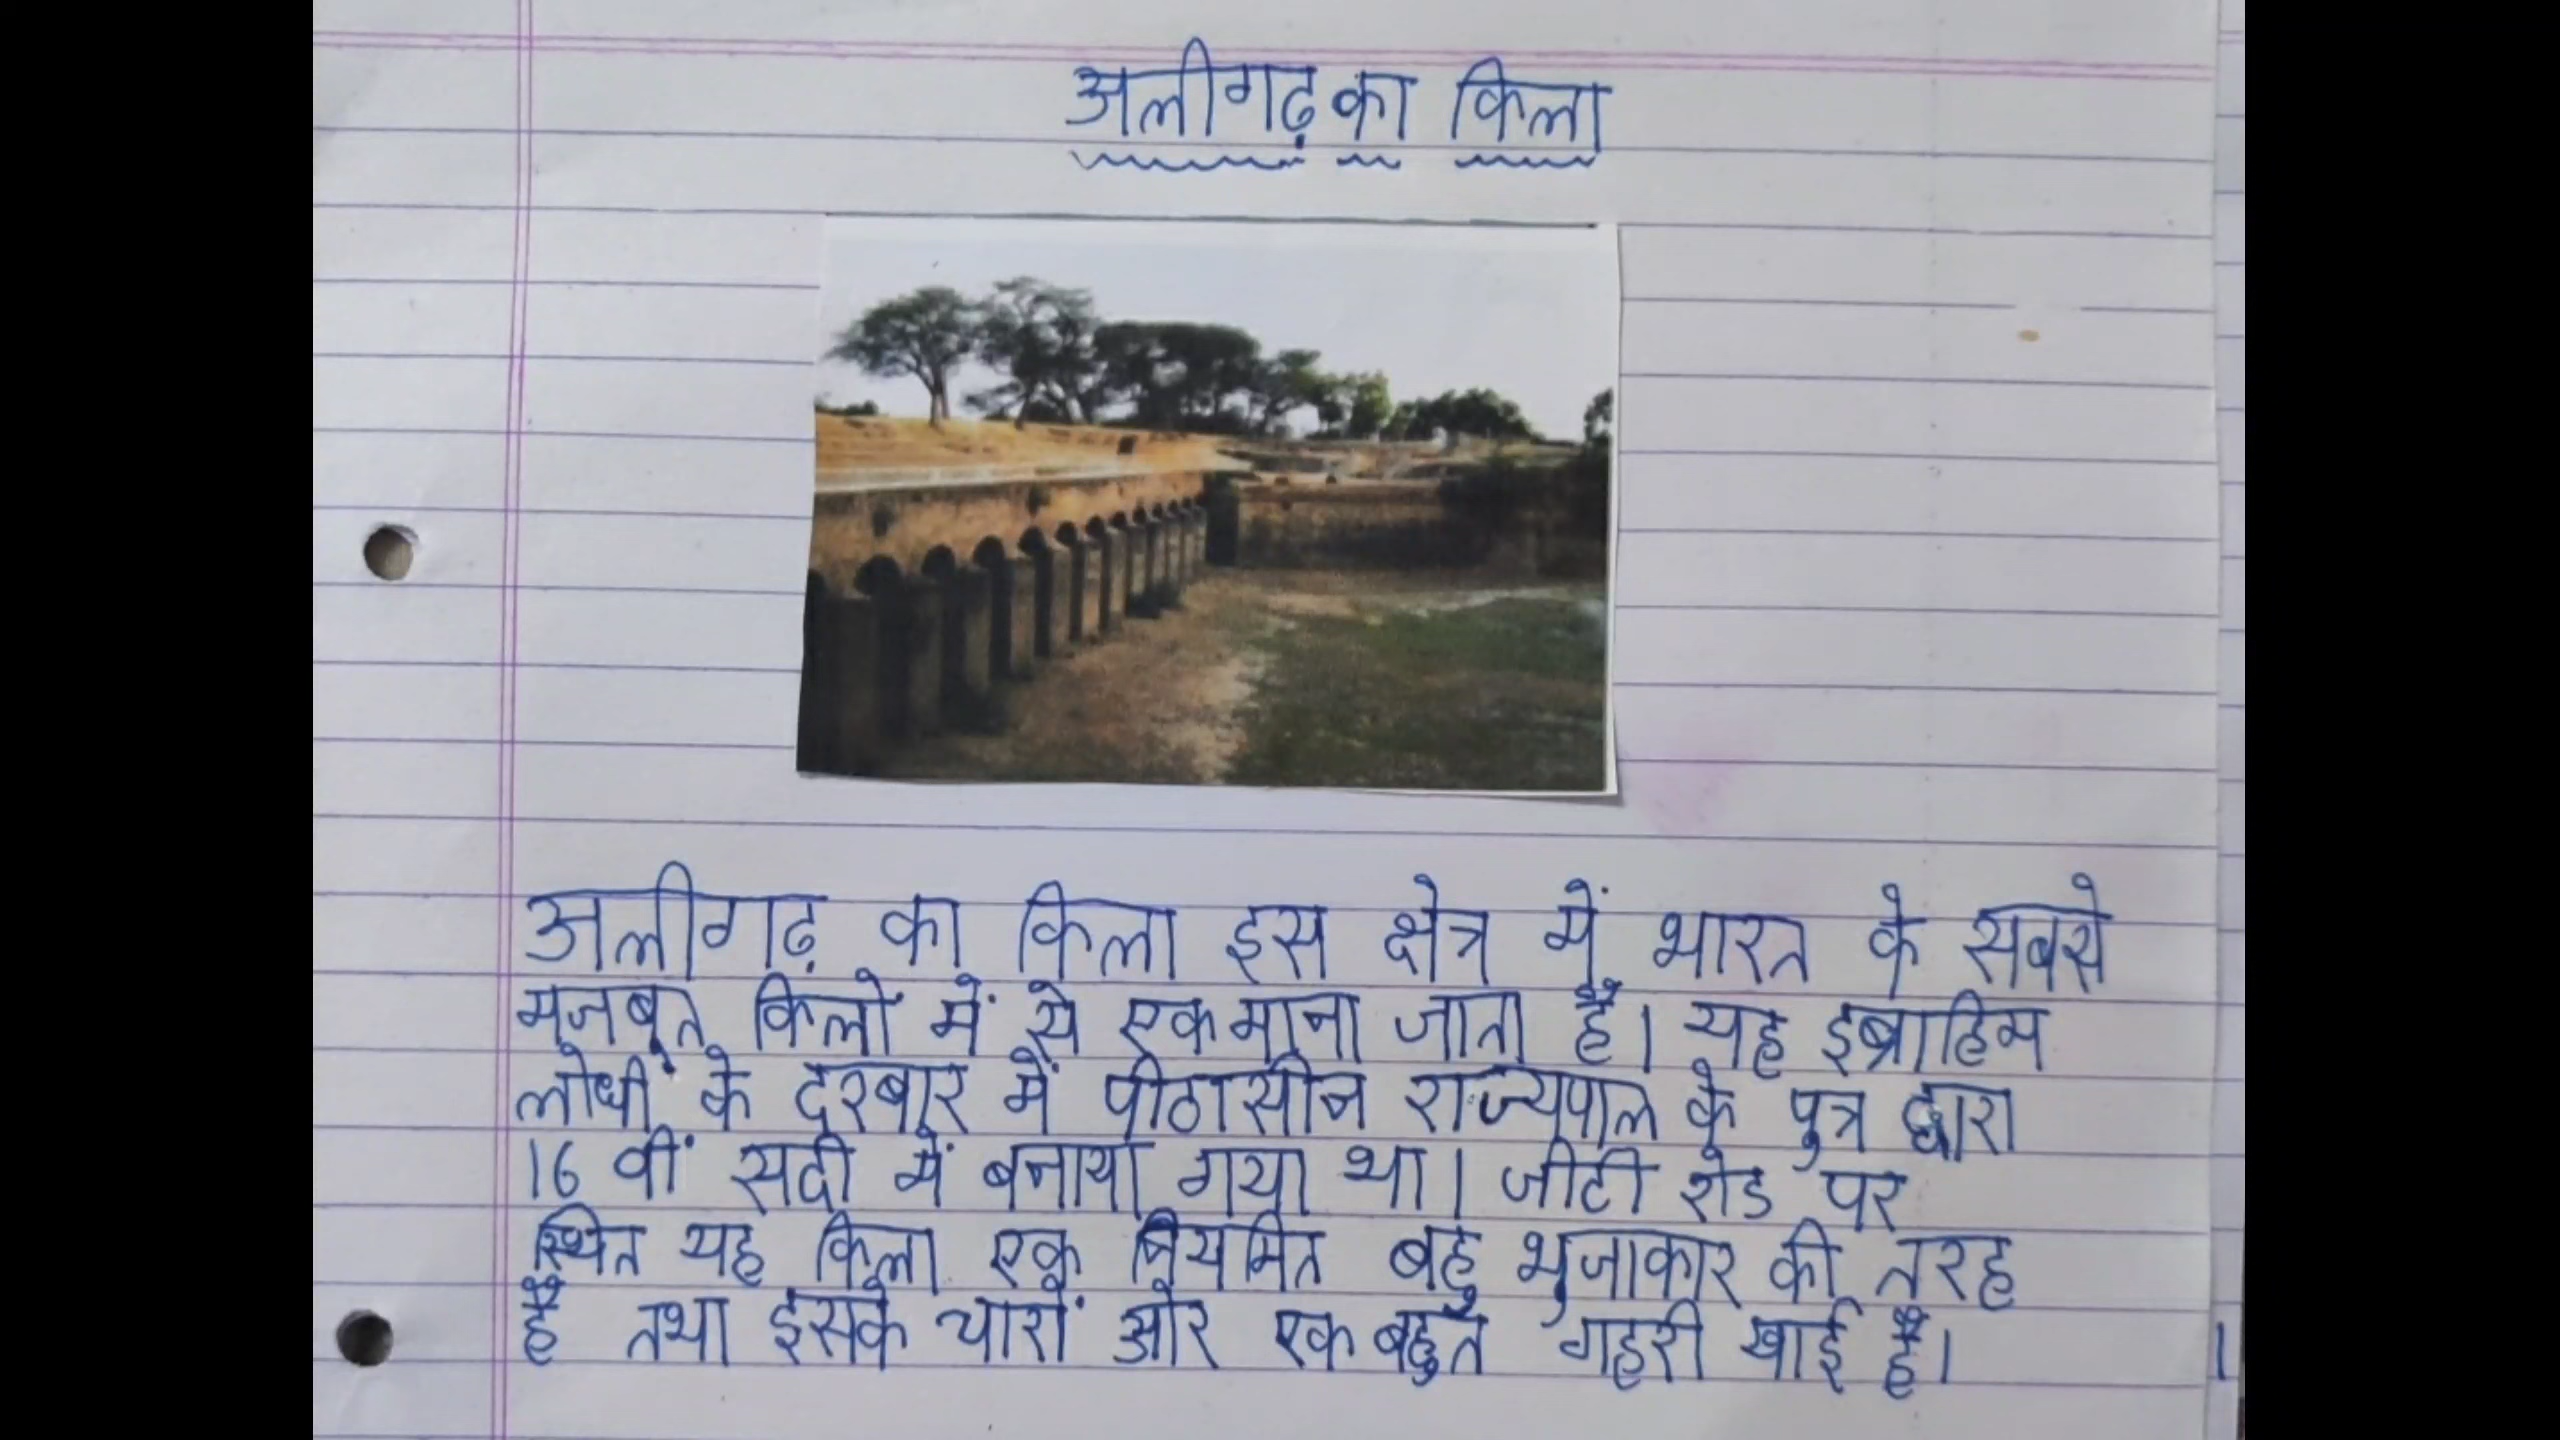 अलीगढ़ का किला
अलीगढ़ का किला इस क्षेत्र में भारत के सबसे
मजबूत किलों में से एक माना जाता है। यह इब्राहिम
लोधी के दरबार में पीठासीन राज्यपाल के पुत्र द्वारा
16 वीं सदी में बनाया गया था। जीटी रोड पर
स्थित यह किला एक नियमित बहु भुजाकार की तरह
है तथा इसके चारों ओर एक बहुत गहरी खाई है।